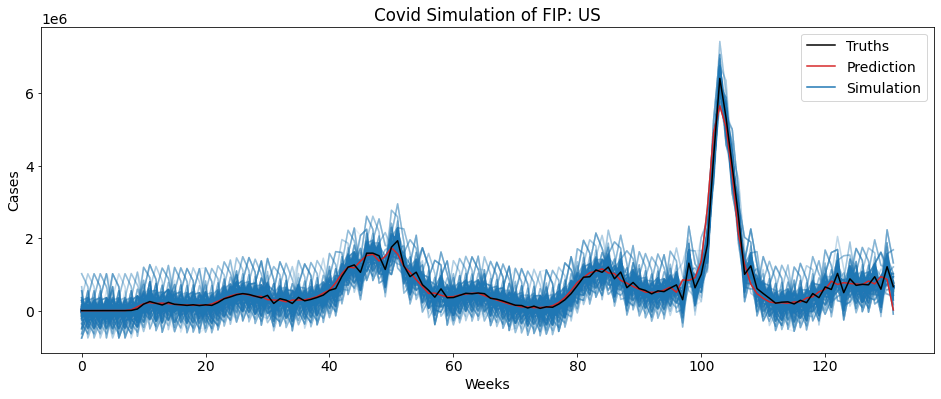 Covid Simulation of FIP: US
1e6
Truths
Prediction
Simulation
6
4
2
0
Cases
0 20 40 60 80 100 120
Weeks